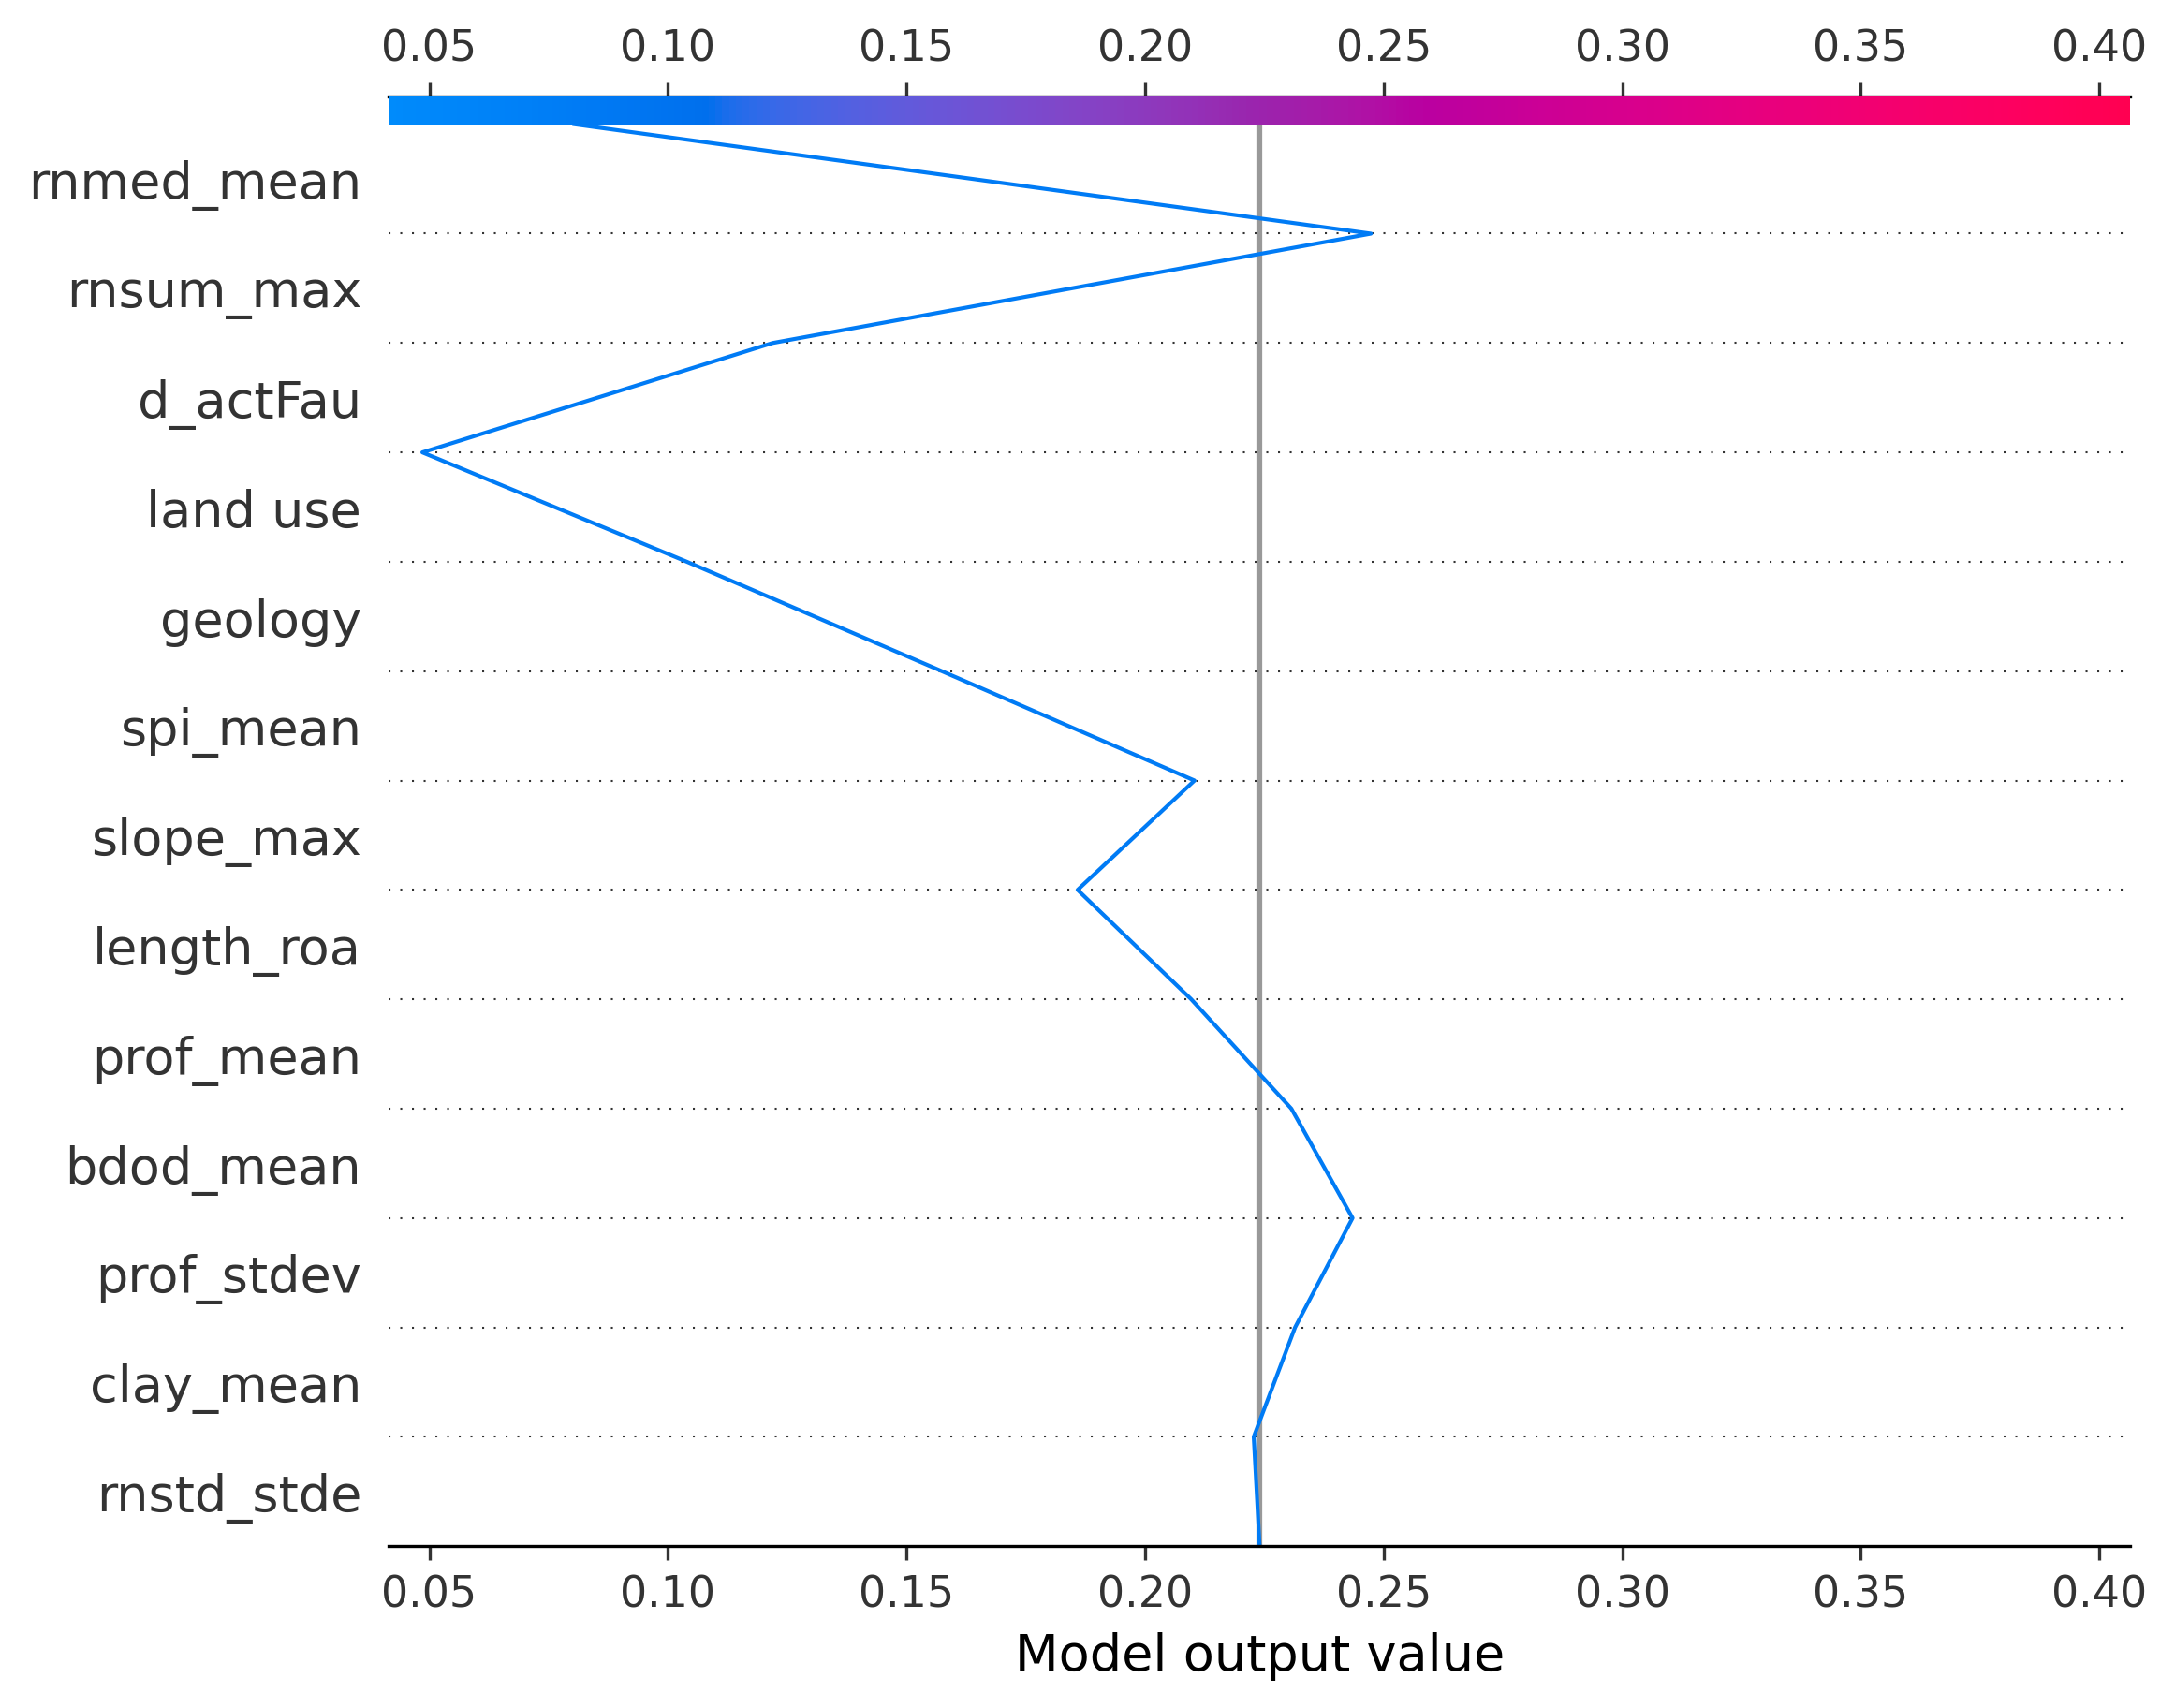 0.05 0.10 0.15 0.20 0.25 0.30 0.35 0.40
rnmed_mean
rnsum_max
d_actFau
land use
geology
spi_mean
slope_max
length_roa
prof_mean
bdod_mean
prof_stdev
clay_mean
rnstd_stde
0.05 0.10 0.15 0.20 0.25 0.30 0.35 0.40
Model output value